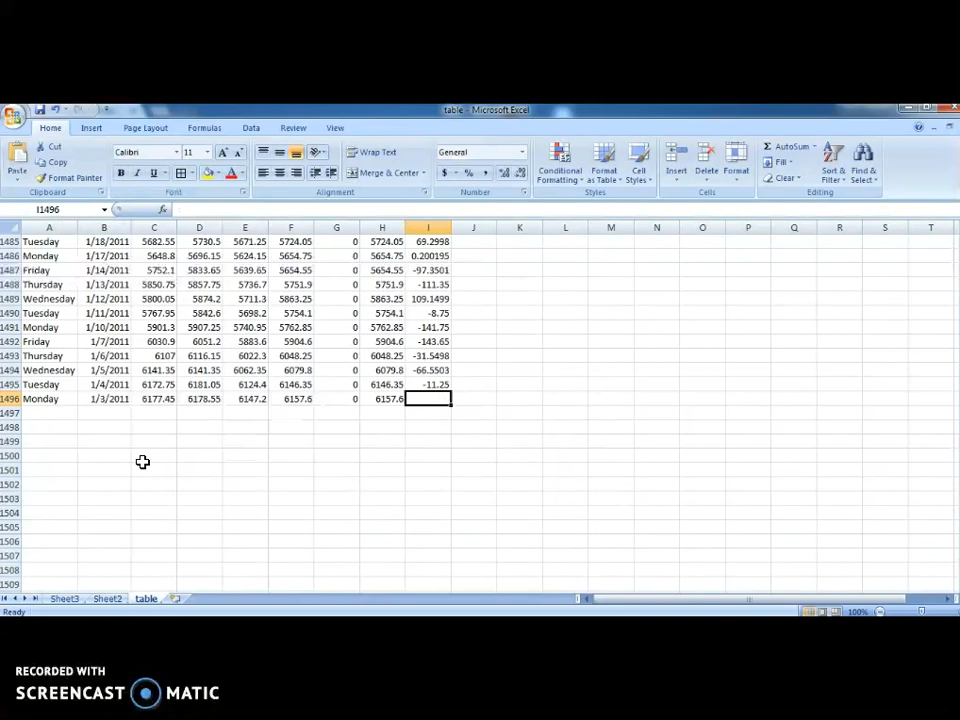 table - Microsoft Excel
Home Insert Page Layout Formulas Data Review View
Paste Cut Copy Format Painter Clipboard
Calibri 11 B I U A A A Font
Wrap Text Merge & Center Alignment
General $ % , Number
Conditional Formatting Format as Table Cell Styles Styles
Insert Delete Format Cells
Σ AutoSum Fill Clear Sort & Filter Find & Select Editing
I1496 fx
A B C D E F G H I J K L M N O P Q R S T
1485 Tuesday 1/18/2011 5682.55 5730.5 5671.25 5724.05 0 5724.05 69.2998
1486 Monday 1/17/2011 5648.8 5696.15 5624.15 5654.75 0 5654.75 0.200195
1487 Friday 1/14/2011 5752.1 5833.65 5639.65 5654.55 0 5654.55 -97.3501
1488 Thursday 1/13/2011 5850.75 5857.75 5736.7 5751.9 0 5751.9 -111.35
1489 Wednesday 1/12/2011 5800.05 5874.2 5711.3 5863.25 0 5863.25 109.1499
1490 Tuesday 1/11/2011 5767.95 5842.6 5698.2 5754.1 0 5754.1 -8.75
1491 Monday 1/10/2011 5901.3 5907.25 5740.95 5762.85 0 5762.85 -141.75
1492 Friday 1/7/2011 6030.9 6051.2 5883.6 5904.6 0 5904.6 -143.65
1493 Thursday 1/6/2011 6107 6116.15 6022.3 6048.25 0 6048.25 -31.5498
1494 Wednesday 1/5/2011 6141.35 6141.35 6062.35 6079.8 0 6079.8 -66.5503
1495 Tuesday 1/4/2011 6172.75 6181.05 6124.4 6146.35 0 6146.35 -11.25
1496 Monday 1/3/2011 6177.45 6178.55 6147.2 6157.6 0 6157.6
1497
1498
1499
1500
1501
1502
1503
1504
1505
1506
1507
1508
1509
Sheet3 Sheet2 table
Ready 100%
RECORDED WITH
SCREENCAST MATIC